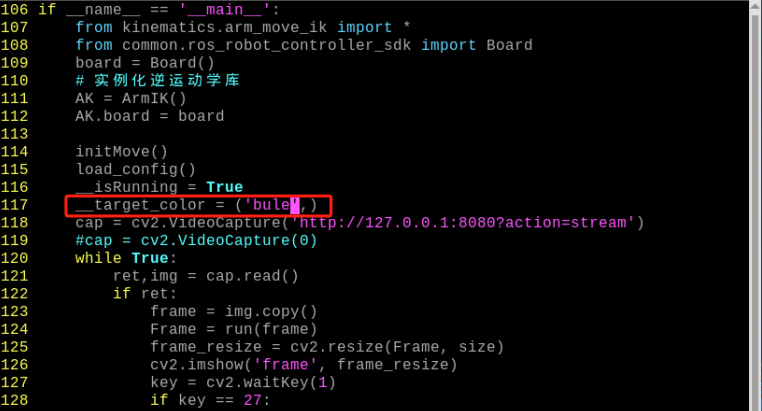 106 if __name__ == '__main__':
107     from kinematics.arm_move_ik import *
108     from common.ros_robot_controller_sdk import Board
109     board = Board()
110     # 实例化逆运动学库
111     AK = ArmIK()
112     AK.board = board
113
114     initMove()
115     load_config()
116     __isRunning = True
117     __target_color = ('bule',)
118     cap = cv2.VideoCapture('http://127.0.0.1:8080?action=stream')
119     #cap = cv2.VideoCapture(0)
120     while True:
121         ret,img = cap.read()
122         if ret:
123             frame = img.copy()
124             Frame = run(frame)
125             frame_resize = cv2.resize(Frame, size)
126             cv2.imshow('frame', frame_resize)
127             key = cv2.waitKey(1)
128             if key == 27: